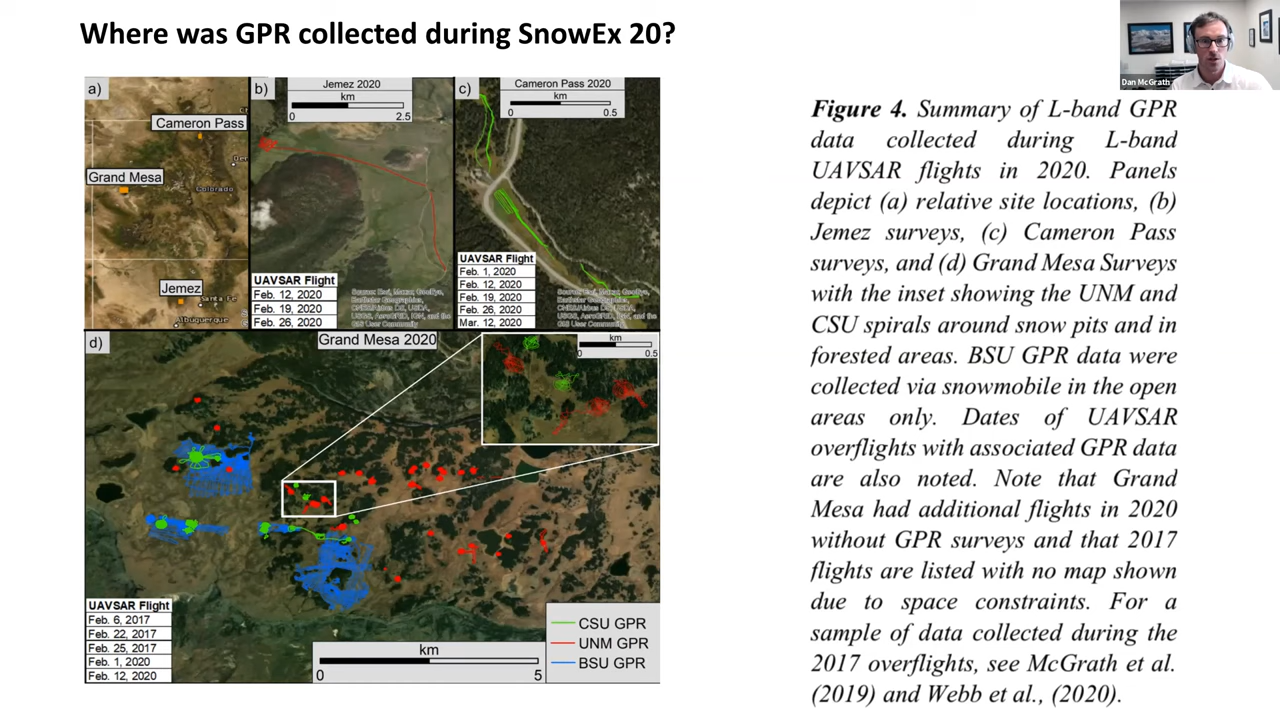 Where was GPR collected during SnowEx 20?
Dan McGrath
a)
Cameron Pass
Grand Mesa
Colorado
Jemez
Santa Fe
Albuquerque
b)
Jemez 2020
km
0 2.5
UAVSAR Flight
Feb. 12, 2020
Feb. 19, 2020
Feb. 26, 2020
c)
Cameron Pass 2020
km
0 0.5
UAVSAR Flight
Feb. 1, 2020
Feb. 12, 2020
Feb. 19, 2020
Feb. 26, 2020
Mar. 12, 2020
d)
Grand Mesa 2020
km
0 0.5
UAVSAR Flight
Feb. 6, 2017
Feb. 22, 2017
Feb. 25, 2017
Feb. 1, 2020
Feb. 12, 2020
km
0 5
CSU GPR
UNM GPR
BSU GPR
Figure 4. Summary of L-band GPR
data collected during L-band
UAVSAR flights in 2020. Panels
depict (a) relative site locations, (b)
Jemez surveys, (c) Cameron Pass
surveys, and (d) Grand Mesa Surveys
with the inset showing the UNM and
CSU spirals around snow pits and in
forested areas. BSU GPR data were
collected via snowmobile in the open
areas only. Dates of UAVSAR
overflights with associated GPR data
are also noted. Note that Grand
Mesa had additional flights in 2020
without GPR surveys and that 2017
flights are listed with no map shown
due to space constraints. For a
sample of data collected during the
2017 overflights, see McGrath et al.
(2019) and Webb et al., (2020).